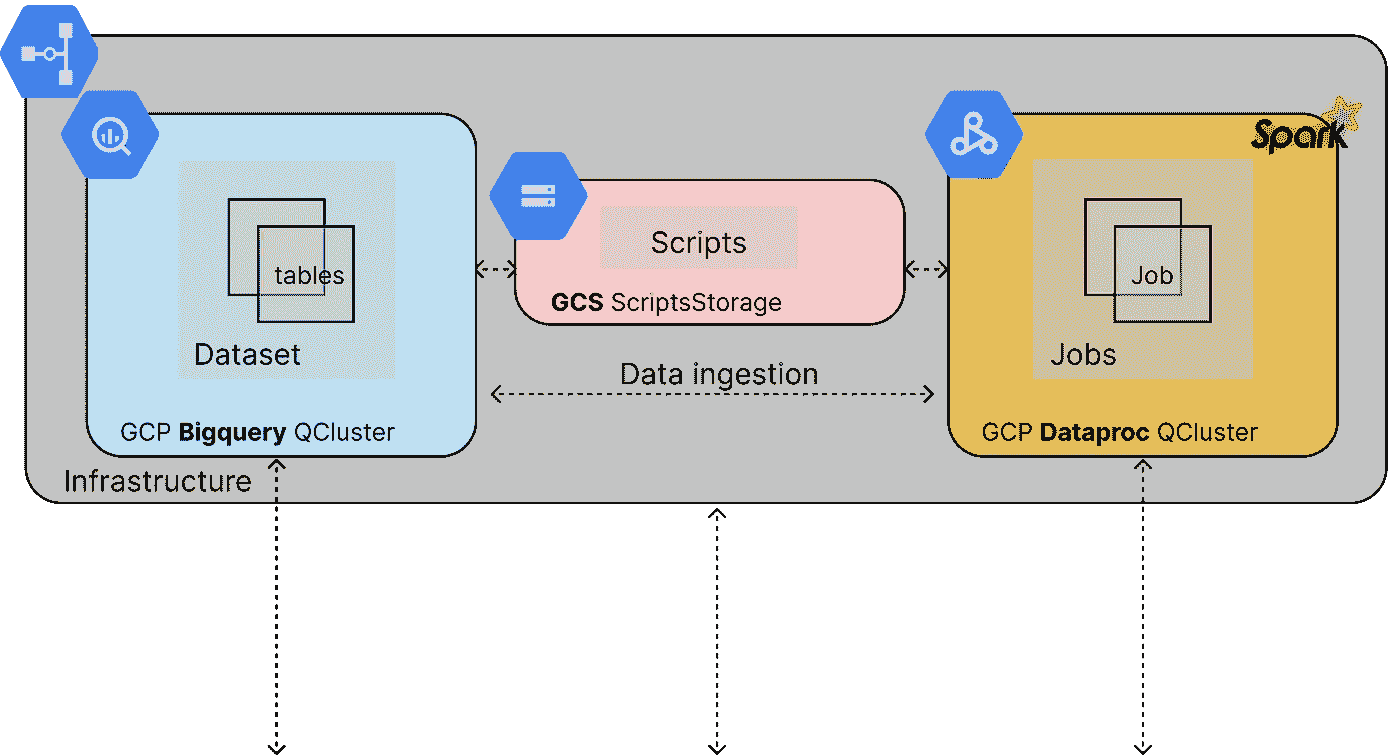 Spark
Scripts
tables
Job
GCS ScriptsStorage
Dataset
Jobs
Data ingestion
GCP Bigquery QCluster
GCP Dataproc QCluster
Infrastructure